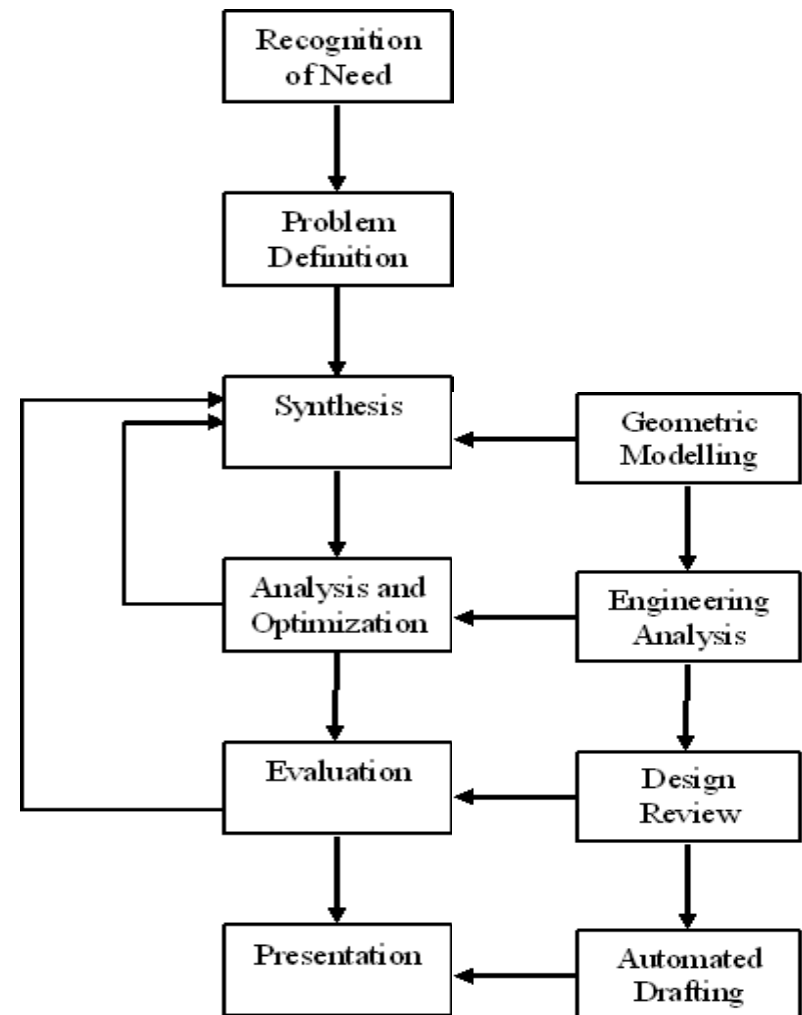 Recognition
of Need
Problem
Definition
Synthesis
Geometric
Modelling
Analysis and
Optimization
Engineering
Analysis
Evaluation
Design
Review
Presentation
Automated
Drafting